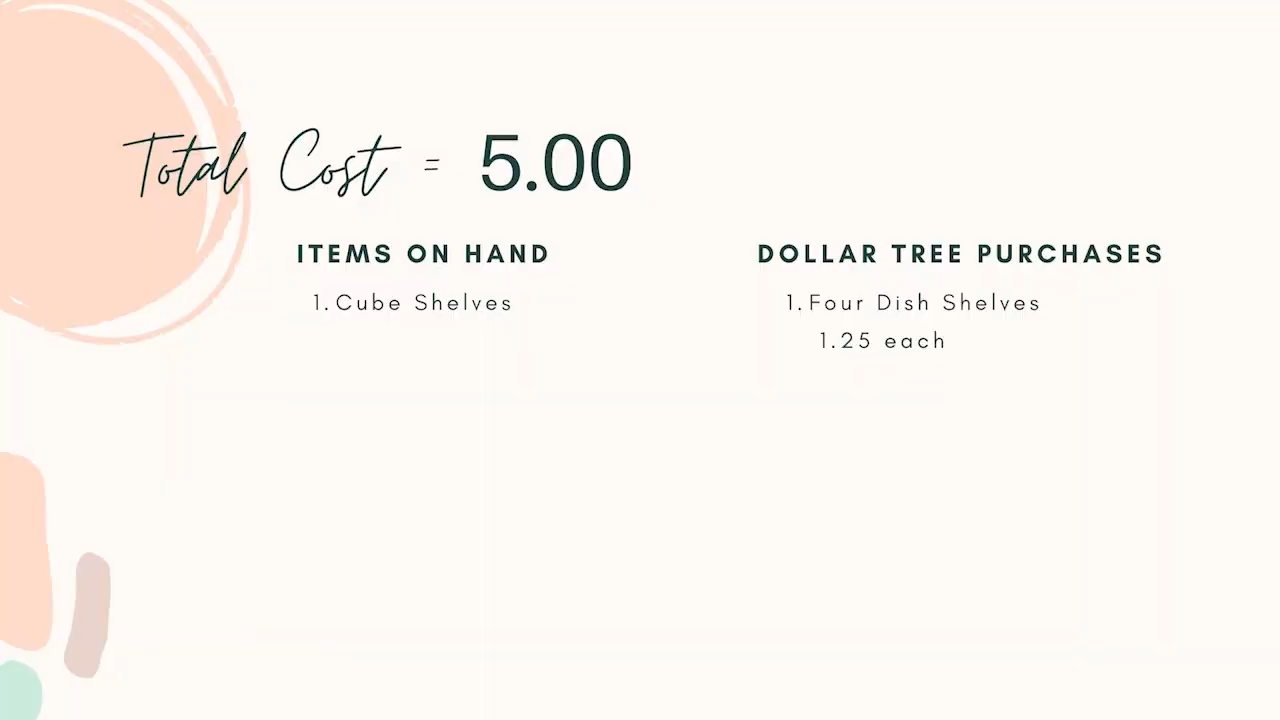 Total Cost = 5.00
ITEMS ON HAND
1. Cube Shelves
DOLLAR TREE PURCHASES
1. Four Dish Shelves
1.25 each